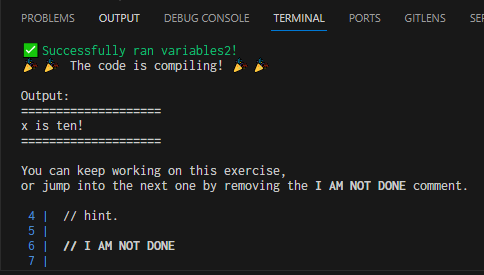 PROBLEMS OUTPUT DEBUG CONSOLE TERMINAL PORTS GITLENS
✅ Successfully ran variables2!
🎉 🎉 The code is compiling! 🎉 🎉
Output:
====================
x is ten!
====================
You can keep working on this exercise,
or jump into the next one by removing the I AM NOT DONE comment.
4 | // hint.
5 |
6 | // I AM NOT DONE
7 |